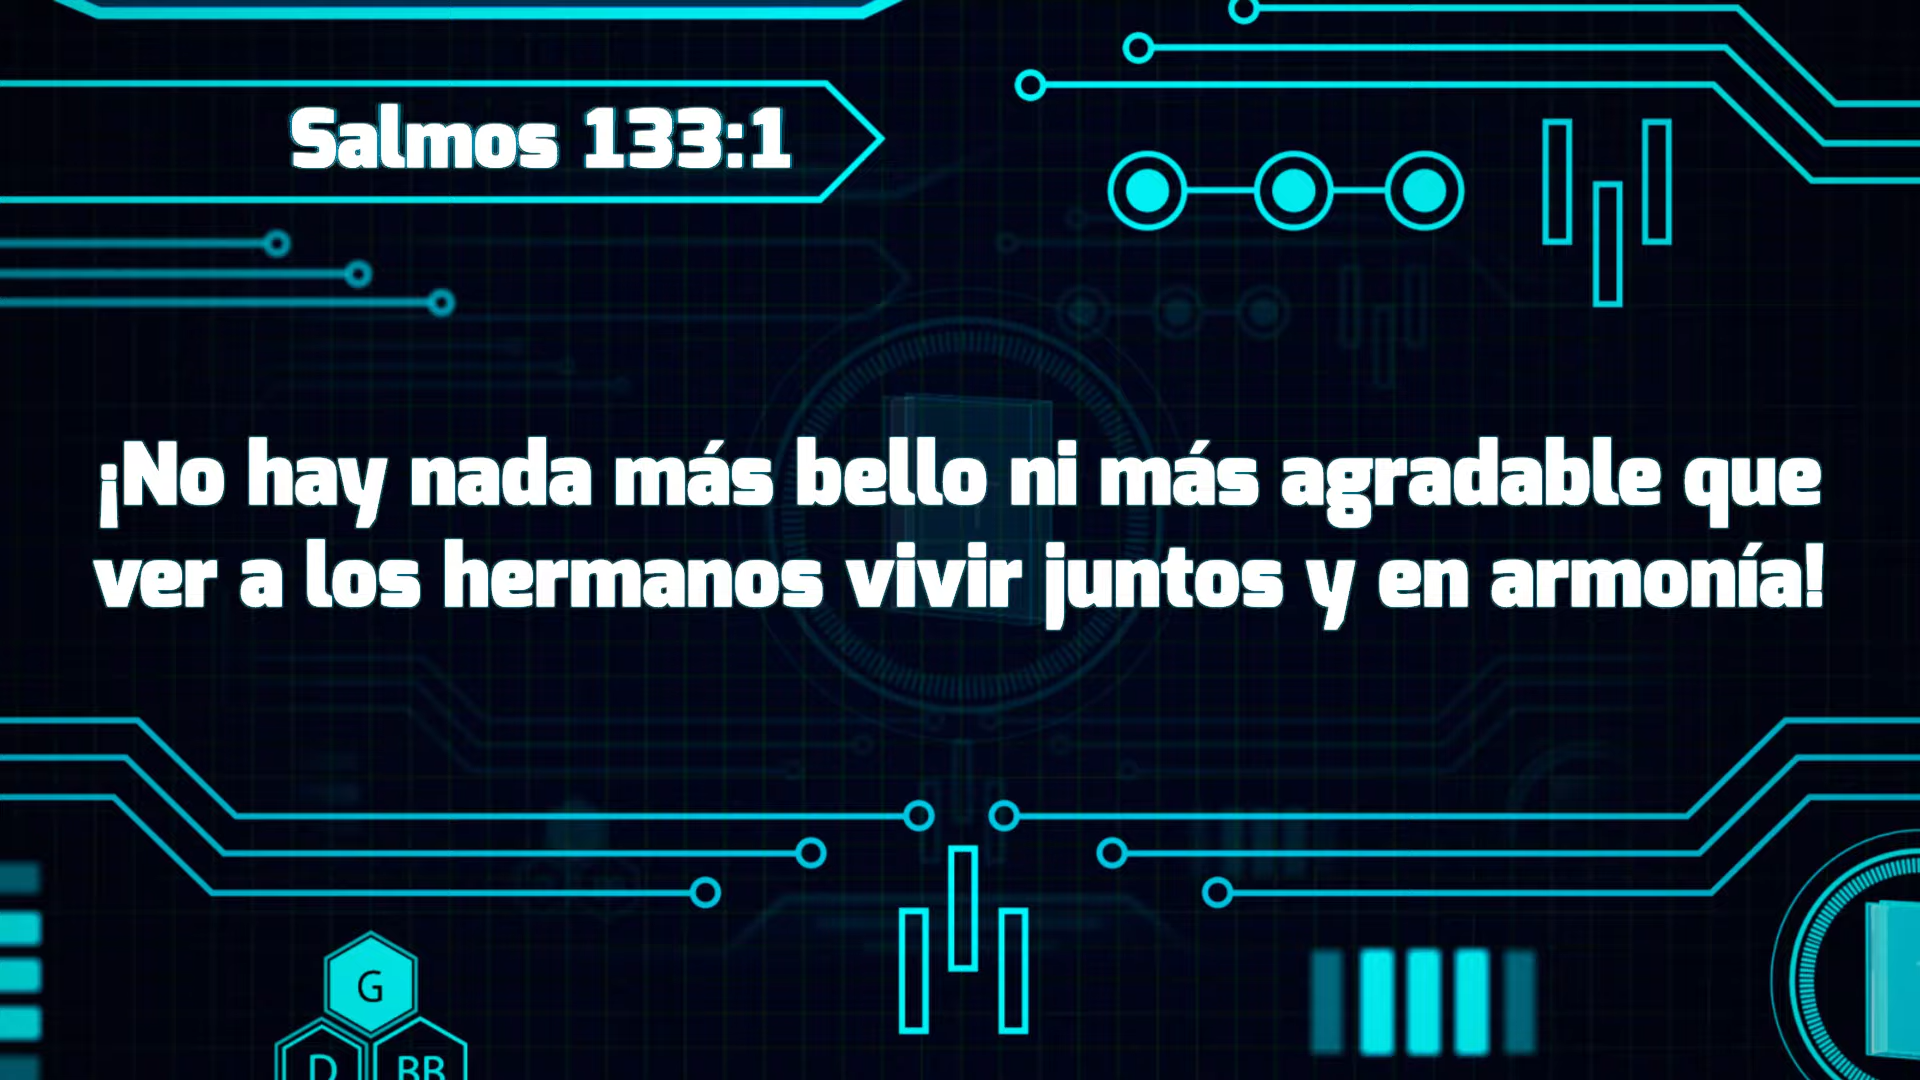 Salmos 133:1
¡No hay nada más bello ni más agradable que
ver a los hermanos vivir juntos y en armonía!
G
D BB